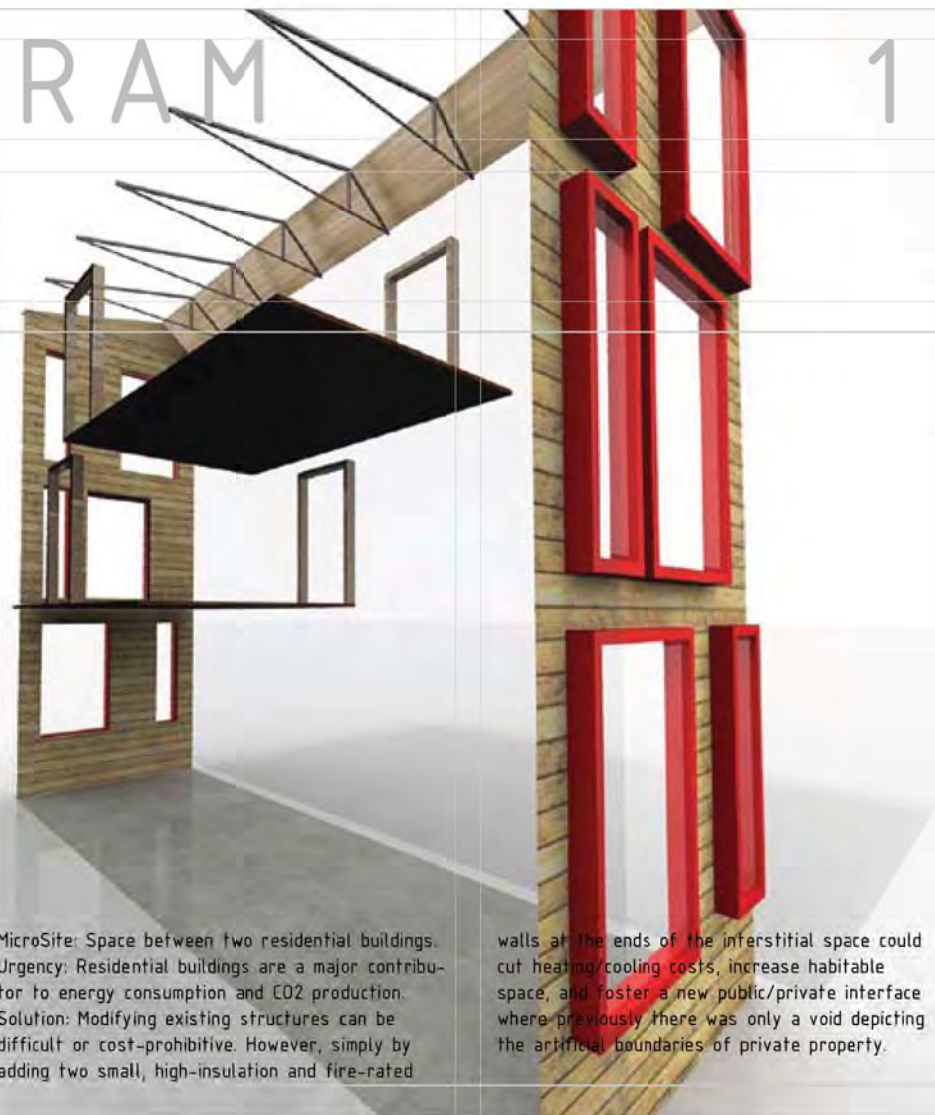 RAM 1
MicroSite: Space between two residential buildings.
Urgency: Residential buildings are a major contribu-
tor to energy consumption and CO2 production.
Solution: Modifying existing structures can be
difficult or cost-prohibitive. However, simply by
adding two small, high-insulation and fire-rated
walls at the ends of the interstitial space could
cut heating/cooling costs, increase habitable
space, and foster a new public/private interface
where previously there was only a void depicting
the artificial boundaries of private property.